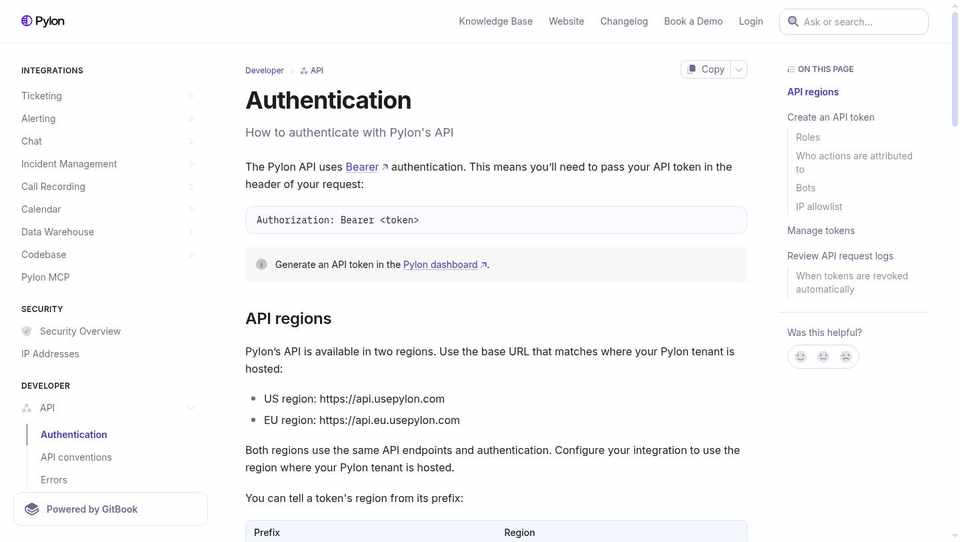 Pylon
Knowledge Base
Website
Changelog
Book a Demo
Login
Ask or search...
INTEGRATIONS
Ticketing
Alerting
Chat
Incident Management
Call Recording
Calendar
Data Warehouse
Codebase
Pylon MCP
SECURITY
Security Overview
IP Addresses
DEVELOPER
API
Authentication
API conventions
Errors
Powered by GitBook
Developer
API
Copy
Authentication
How to authenticate with Pylon's API
The Pylon API uses Bearer authentication. This means you'll need to pass your API token in the
header of your request:
Authorization: Bearer <token>
Generate an API token in the Pylon dashboard.
API regions
Pylon's API is available in two regions. Use the base URL that matches where your Pylon tenant is
hosted:
US region: https://api.usepylon.com
EU region: https://api.eu.usepylon.com
Both regions use the same API endpoints and authentication. Configure your integration to use the
region where your Pylon tenant is hosted.
You can tell a token's region from its prefix:
Prefix
Region
ON THIS PAGE
API regions
Create an API token
Roles
Who actions are attributed
to
Bots
IP allowlist
Manage tokens
Review API request logs
When tokens are revoked
automatically
Was this helpful?